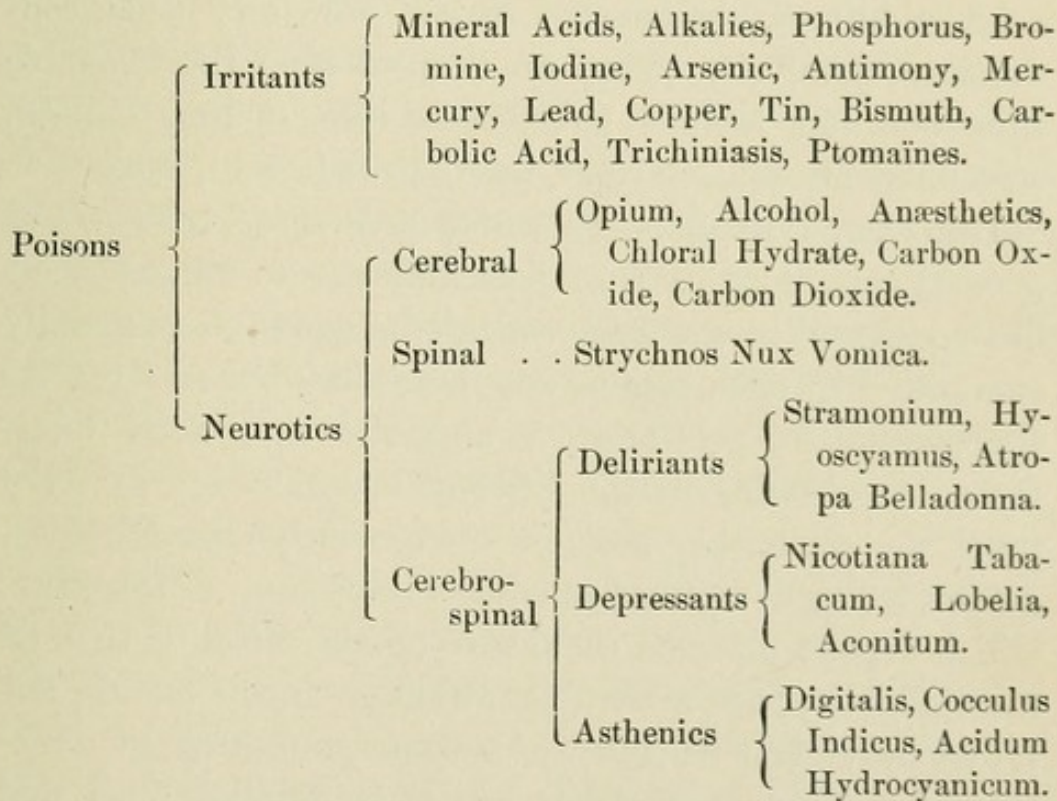 Poisons
Irritants
Mineral Acids, Alkalies, Phosphorus, Bro-
mine, Iodine, Arsenic, Antimony, Mer-
cury, Lead, Copper, Tin, Bismuth, Car-
bolic Acid, Trichiniasis, Ptomaïnes.
Neurotics
Cerebral
Opium, Alcohol, Anæsthetics,
Chloral Hydrate, Carbon Ox-
ide, Carbon Dioxide.
Spinal . . Strychnos Nux Vomica.
Cerebro-
spinal
Deliriants
Stramonium, Hy-
oscyamus, Atro-
pa Belladonna.
Depressants
Nicotiana Taba-
cum, Lobelia,
Aconitum.
Asthenics
Digitalis, Cocculus
Indicus, Acidum
Hydrocyanicum.